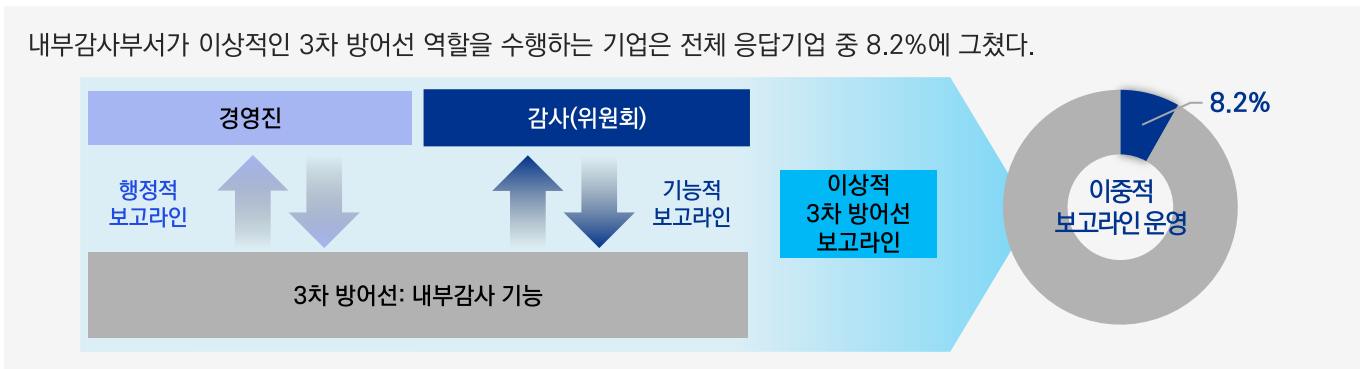 내부감사부서가 이상적인 3차 방어선 역할을 수행하는 기업은 전체 응답기업 중 8.2%에 그쳤다.
경영진
감사(위원회)
행정적
보고라인
기능적
보고라인
3차 방어선: 내부감사 기능
이상적
3차 방어선
보고라인
8.2%
이중적
보고라인 운영